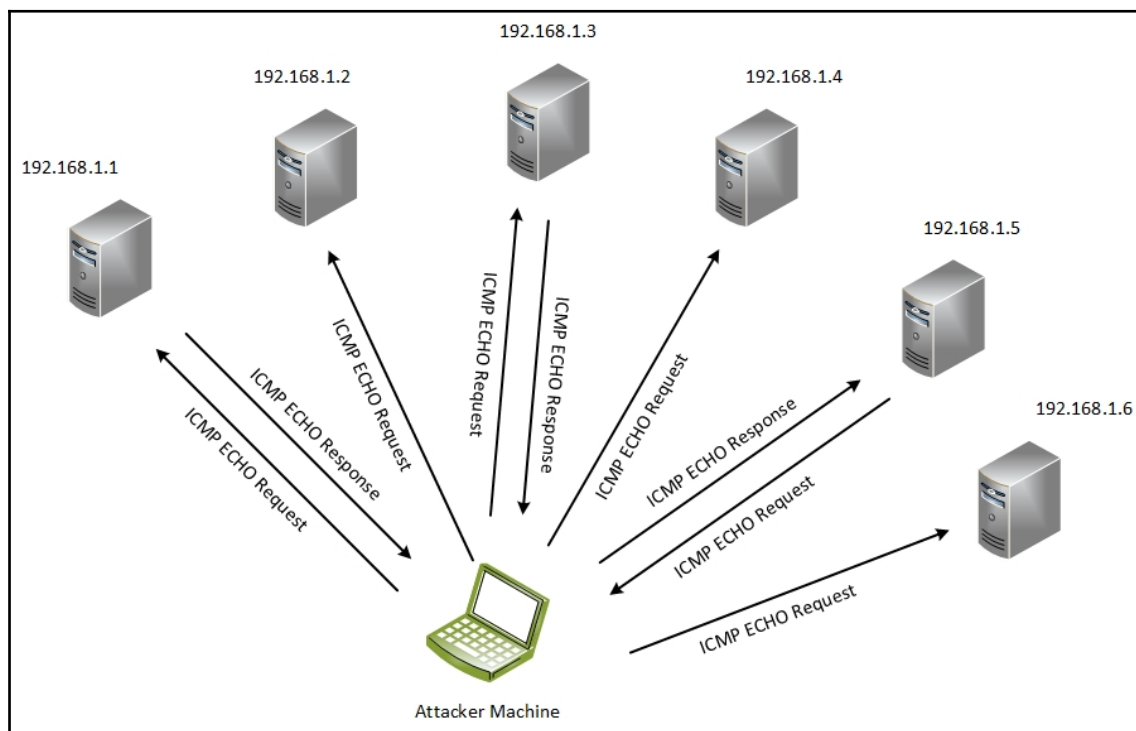 192.168.1.3
192.168.1.2
192.168.1.4
192.168.1.1
192.168.1.5
192.168.1.6
ICMP ECHO Request
ICMP ECHO Response
ICMP ECHO Request
ICMP ECHO Request
ICMP ECHO Response
ICMP ECHO Request
ICMP ECHO Response
ICMP ECHO Request
ICMP ECHO Request
Attacker Machine